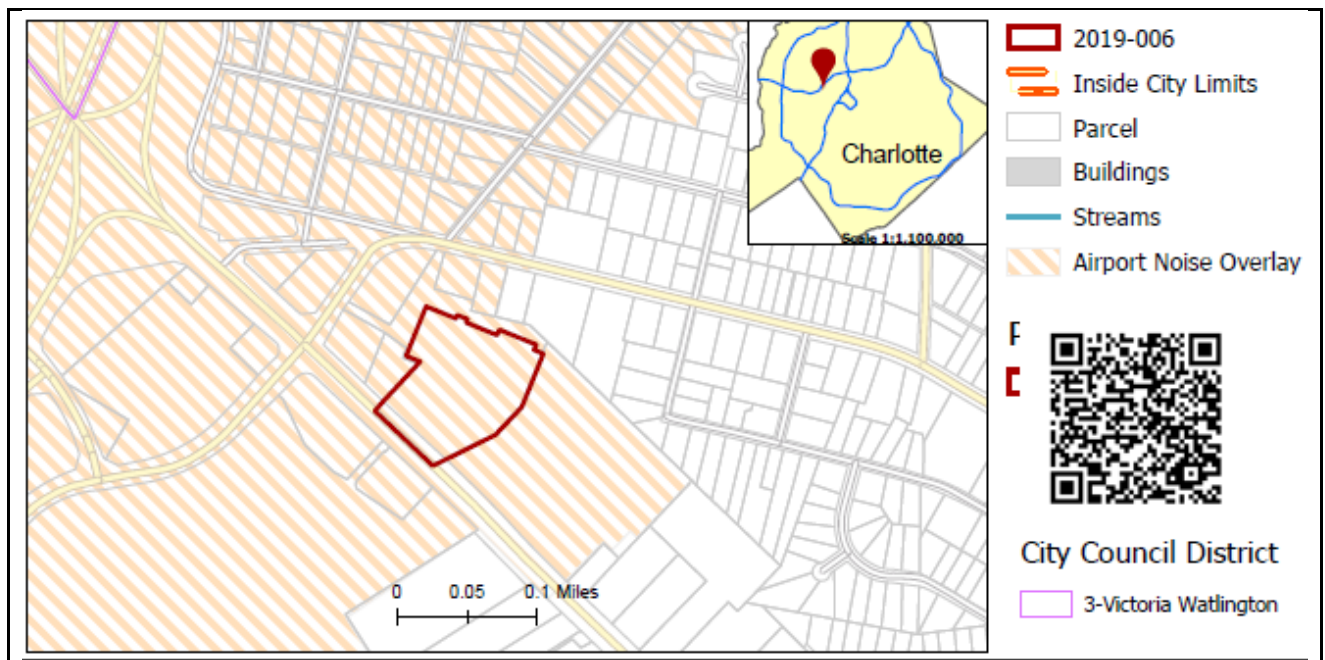 2019-006
Inside City Limits
Parcel
Buildings
Streams
Airport Noise Overlay
Charlotte
Scale 1:1,100,000
0 0.05 0.1 Miles
City Council District
3-Victoria Watlington